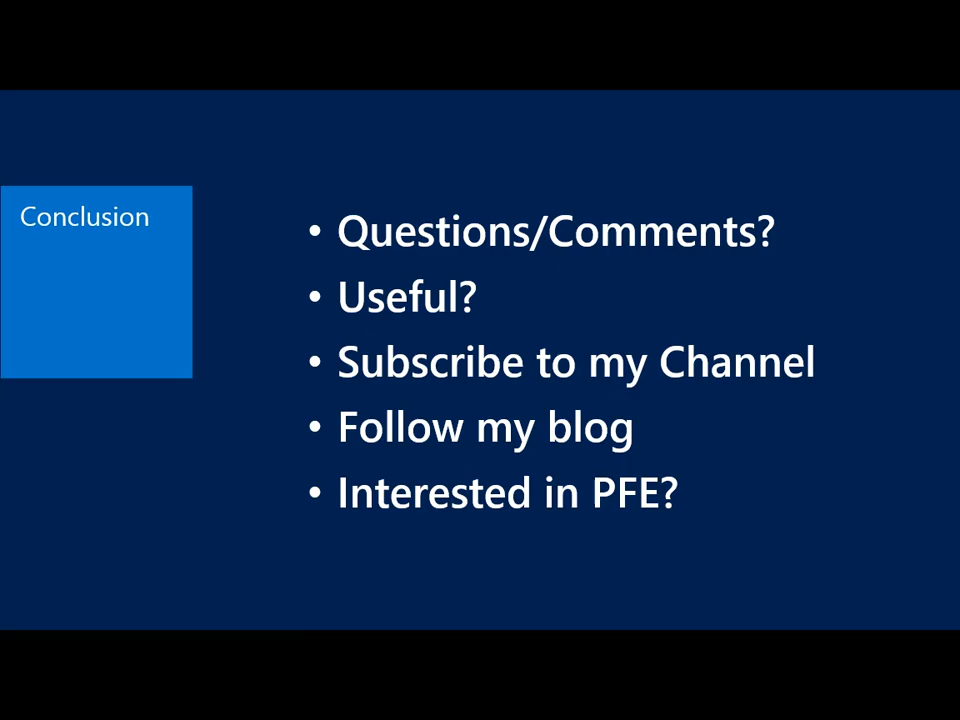 Conclusion
• Questions/Comments?
• Useful?
• Subscribe to my Channel
• Follow my blog
• Interested in PFE?